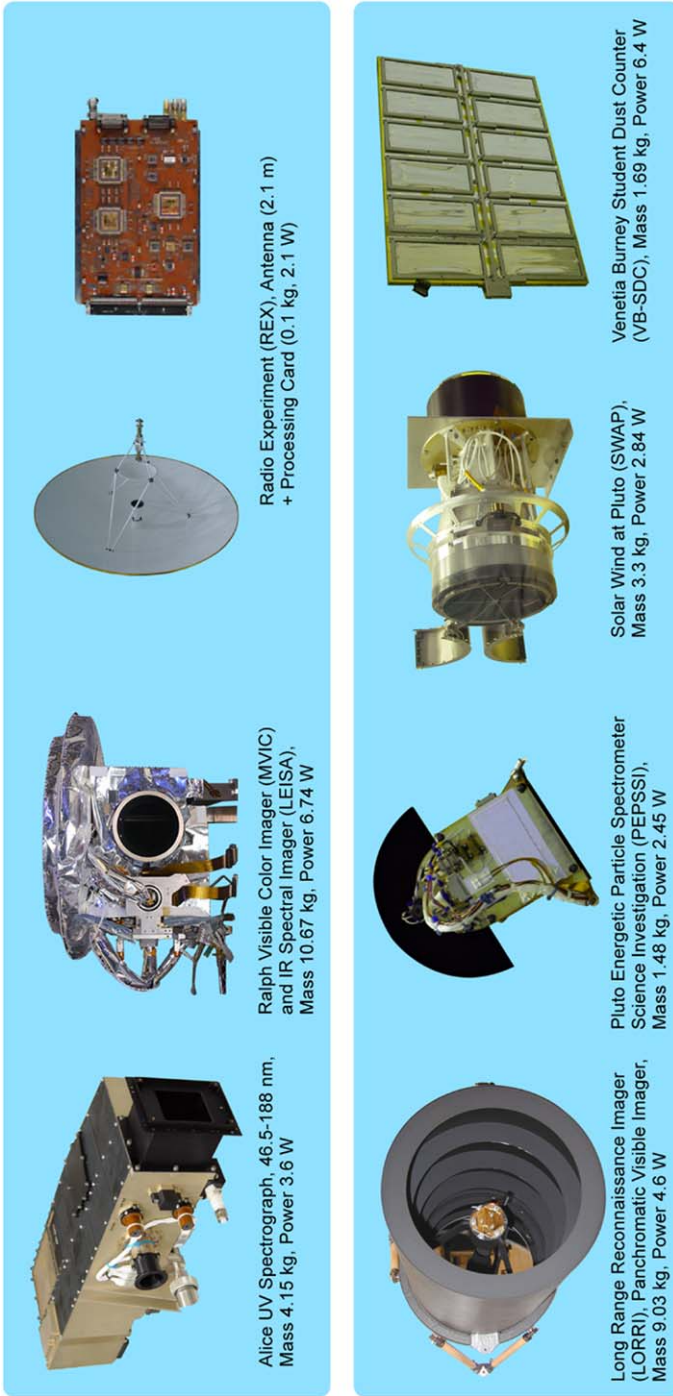 Alice UV Spectrograph, 46.5-188 nm,
Mass 4.15 kg, Power 3.6 W
Ralph Visible Color Imager (MVIC)
and IR Spectral Imager (LEISA),
Mass 10.67 kg, Power 6.74 W
Radio Experiment (REX), Antenna (2.1 m)
+ Processing Card (0.1 kg, 2.1 W)
Long Range Reconnaissance Imager
(LORRI), Panchromatic Visible Imager,
Mass 9.03 kg, Power 4.6 W
Pluto Energetic Particle Spectrometer
Science Investigation (PEPSSI),
Mass 1.48 kg, Power 2.45 W
Solar Wind at Pluto (SWAP),
Mass 3.3 kg, Power 2.84 W
Venetia Burney Student Dust Counter
(VB-SDC), Mass 1.69 kg, Power 6.4 W